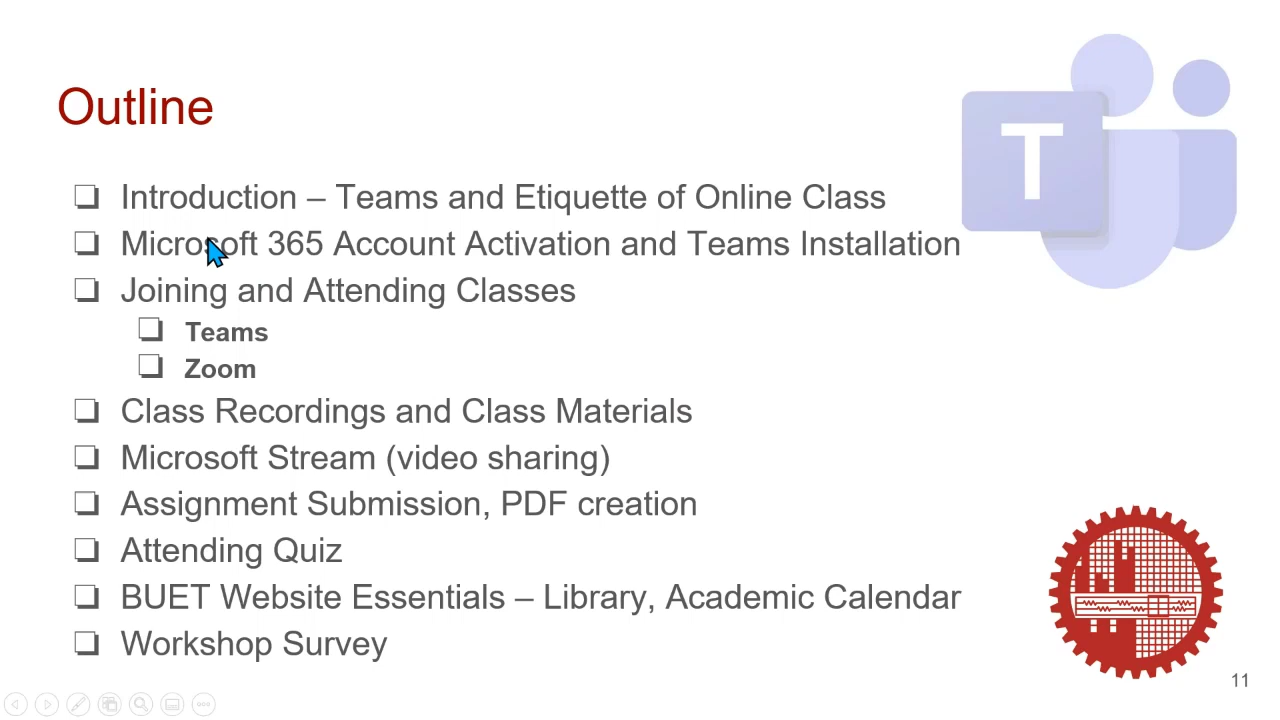 Outline
T
Introduction – Teams and Etiquette of Online Class
Microsoft 365 Account Activation and Teams Installation
Joining and Attending Classes
Teams
Zoom
Class Recordings and Class Materials
Microsoft Stream (video sharing)
Assignment Submission, PDF creation
Attending Quiz
BUET Website Essentials – Library, Academic Calendar
Workshop Survey
11